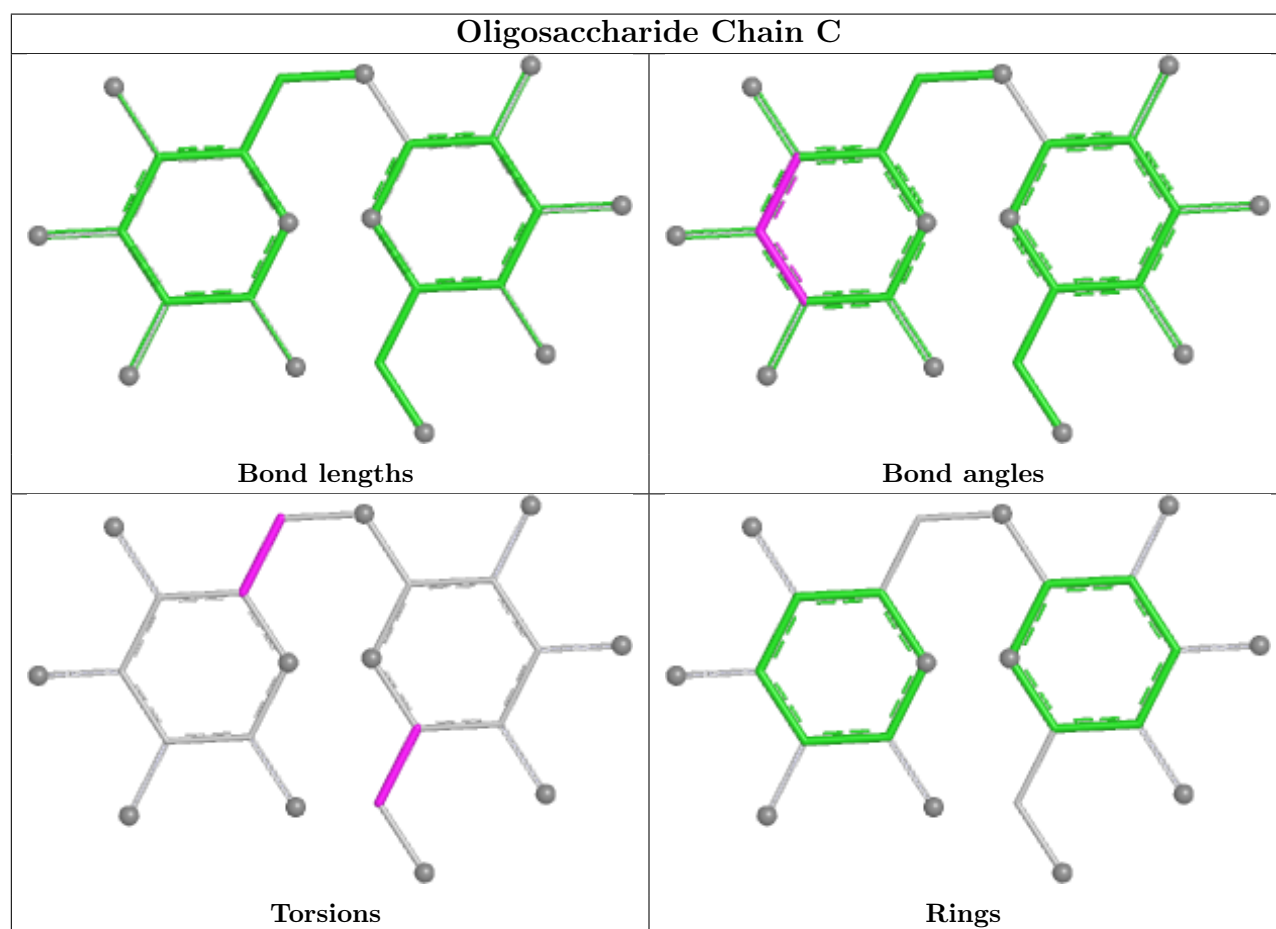 Oligosaccharide Chain C
Bond lengths
Bond angles
Torsions
Rings